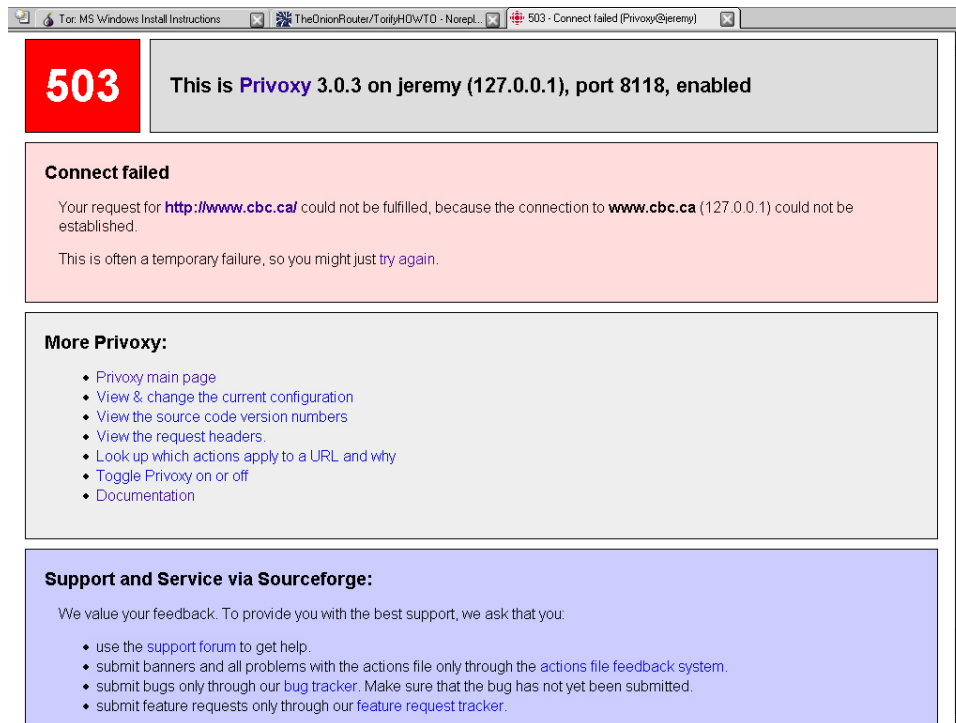 Tor: MS Windows Install Instructions
TheOnionRouter/TorifyHOWTO - Norepl...
503 - Connect failed (Privoxy@jeremy)
503
This is Privoxy 3.0.3 on jeremy (127.0.0.1), port 8118, enabled
Connect failed
Your request for http://www.cbc.ca/ could not be fulfilled, because the connection to www.cbc.ca (127.0.0.1) could not be
established.
This is often a temporary failure, so you might just try again.
More Privoxy:
Privoxy main page
View & change the current configuration
View the source code version numbers
View the request headers.
Look up which actions apply to a URL and why
Toggle Privoxy on or off
Documentation
Support and Service via Sourceforge:
We value your feedback. To provide you with the best support, we ask that you:
use the support forum to get help.
submit banners and all problems with the actions file only through the actions file feedback system.
submit bugs only through our bug tracker. Make sure that the bug has not yet been submitted.
submit feature requests only through our feature request tracker.